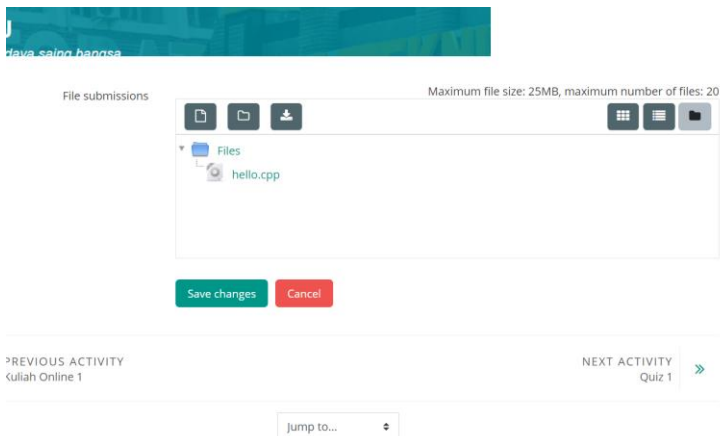 U
daya saing bangsa
File submissions
Maximum file size: 25MB, maximum number of files: 20
Files
hello.cpp
Save changes
Cancel
PREVIOUS ACTIVITY
Kuliah Online 1
NEXT ACTIVITY
Quiz 1
Jump to...